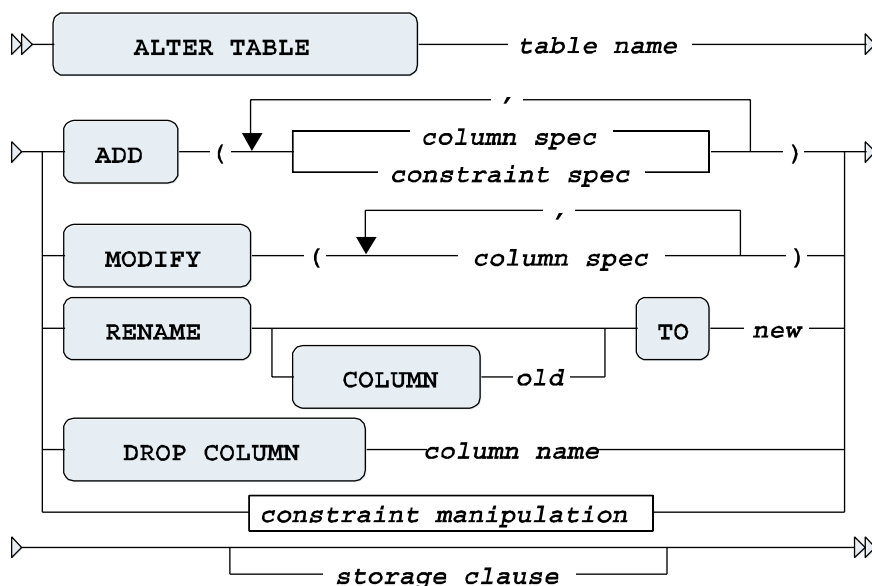 ALTER TABLE table name
,
ADD ( column spec )
constraint spec
,
MODIFY ( column spec )
RENAME TO new
COLUMN old
DROP COLUMN column name
constraint manipulation
storage clause